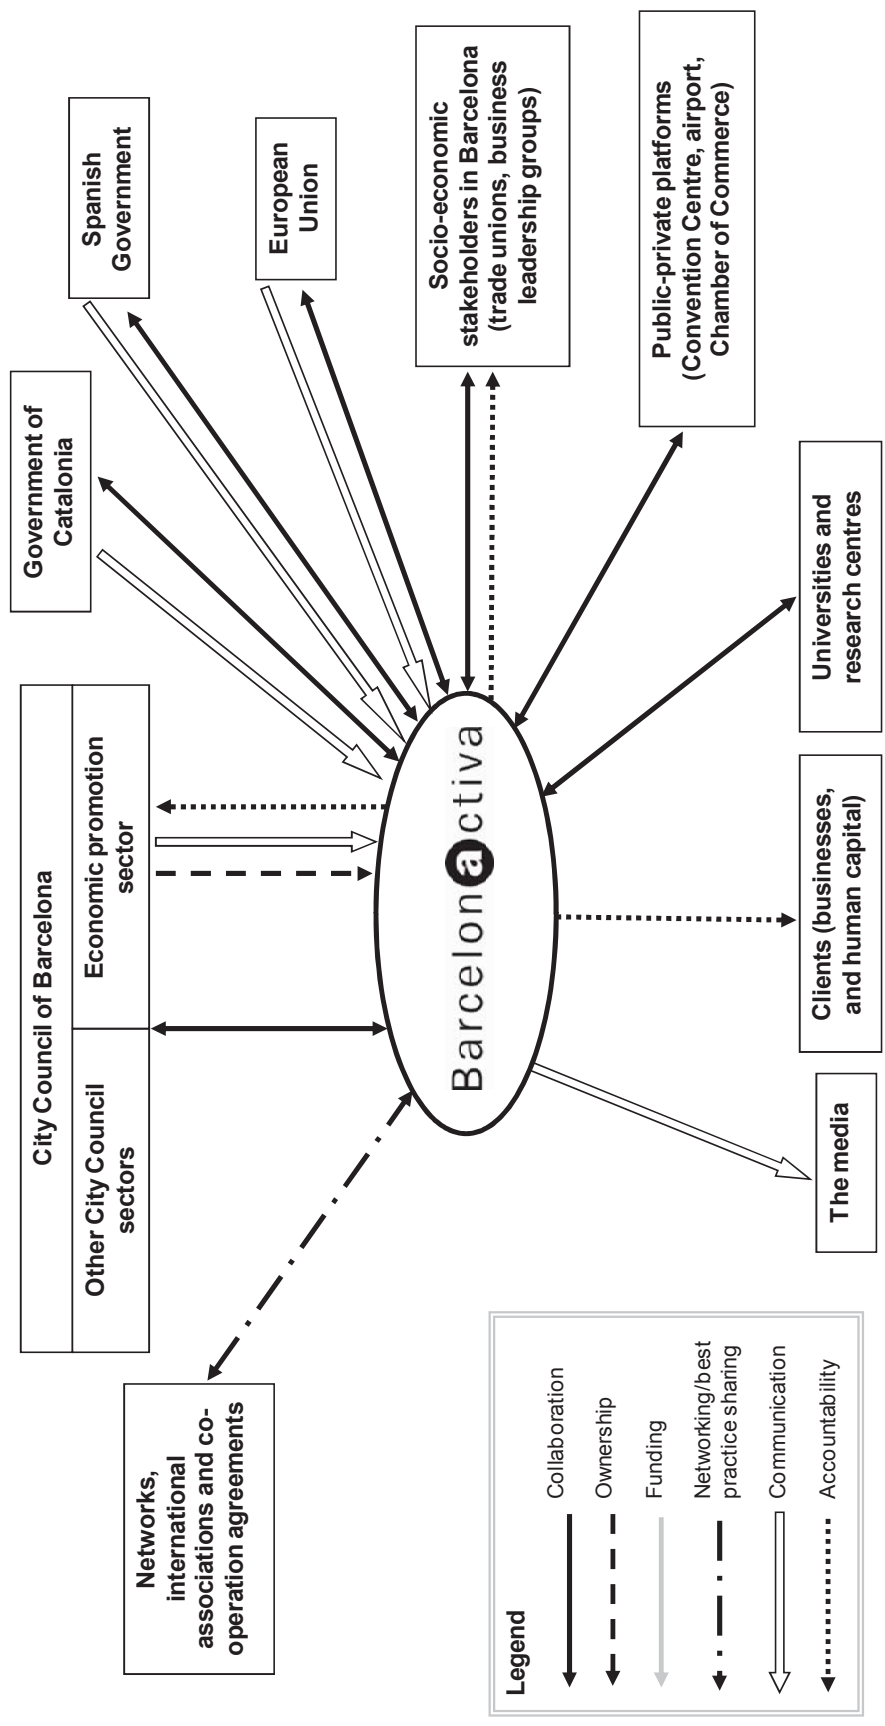 City Council of Barcelona
Other City Council
sectors
Economic promotion
sector
Government of
Catalonia
Spanish
Government
European
Union
Networks,
international
associations and co-
operation agreements
Barcelonactiva
Socio-economic
stakeholders in Barcelona
(trade unions, business
leadership groups)
Public-private platforms
(Convention Centre, airport,
Chamber of Commerce)
The media
Clients (businesses,
and human capital)
Universities and
research centres
Legend
Collaboration
Ownership
Funding
Networking/best
practice sharing
Communication
Accountability